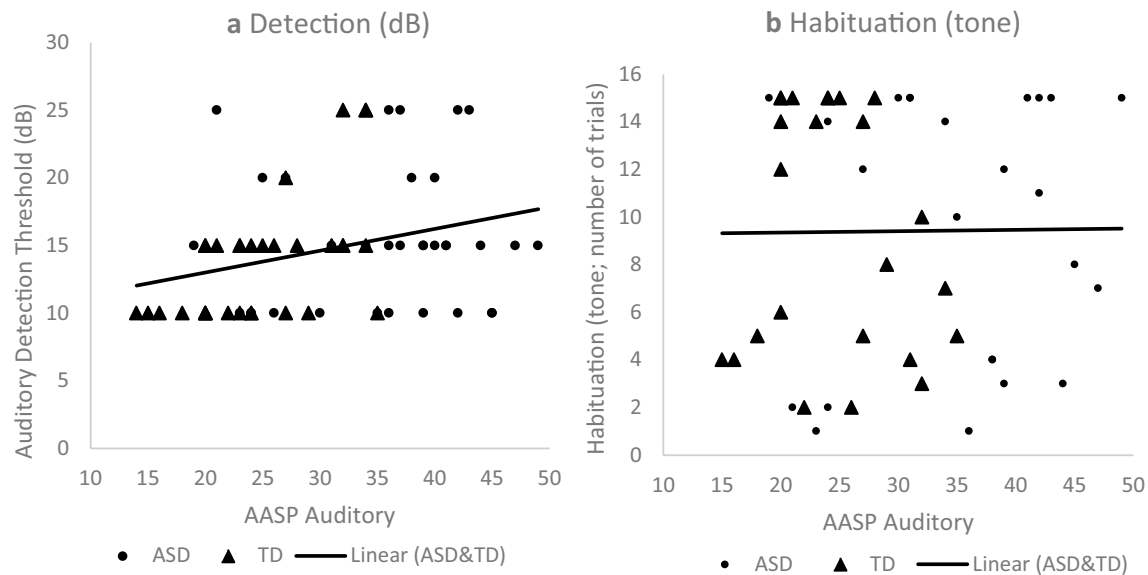 a Detection (dB)
30
25
20
15
10
5
0
Auditory Detection Threshold (dB)
10 15 20 25 30 35 40 45 50
AASP Auditory
ASD TD Linear (ASD&TD)
b Habituation (tone)
16
14
12
10
8
6
4
2
0
Habituation (tone; number of trials)
10 15 20 25 30 35 40 45 50
AASP Auditory
ASD TD Linear (ASD&TD)